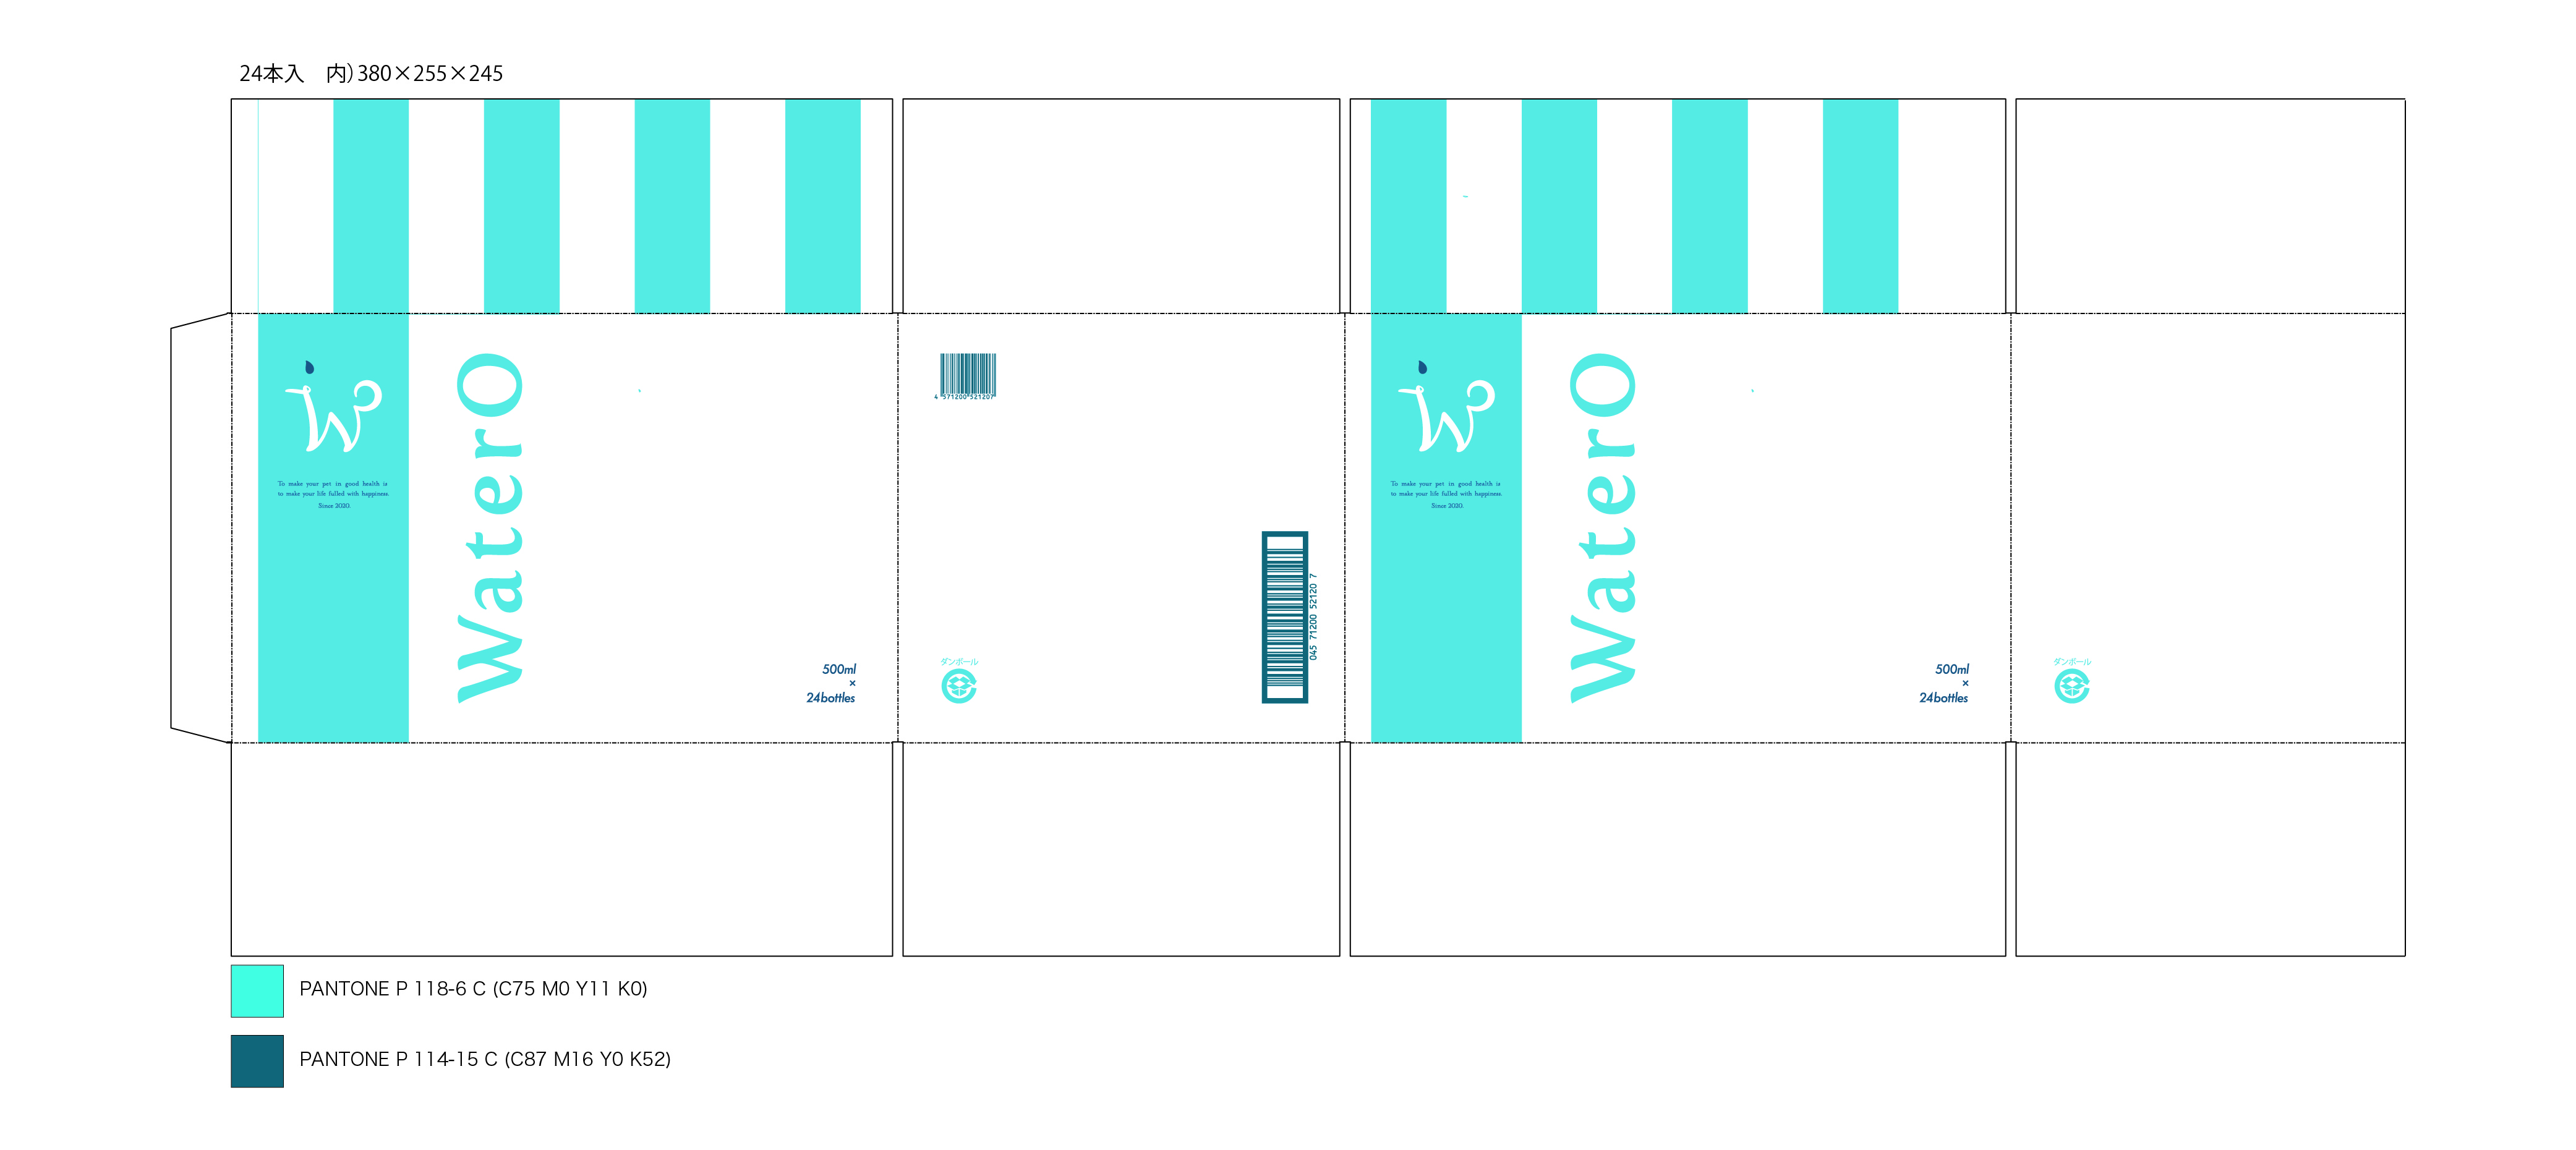 24本入　内）380×255×245
To make your pet in good health is
to make your life fulled with happiness.
Since 2020.
WaterO
500ml
×
24bottles
4 571200 521207
045 71200 52120 7
ダンボール
To make your pet in good health is
to make your life fulled with happiness.
Since 2020.
WaterO
500ml
×
24bottles
ダンボール
PANTONE P 118-6 C (C75 M0 Y11 K0)
PANTONE P 114-15 C (C87 M16 Y0 K52)